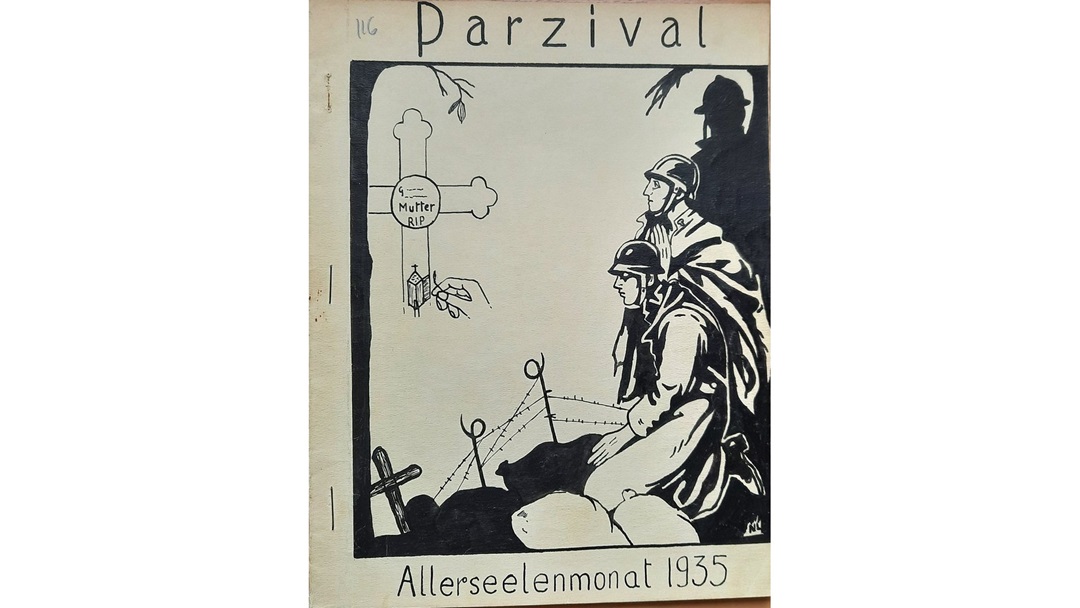 116
Parzival
G
Mutter
RIP
Allerseelenmonat 1935